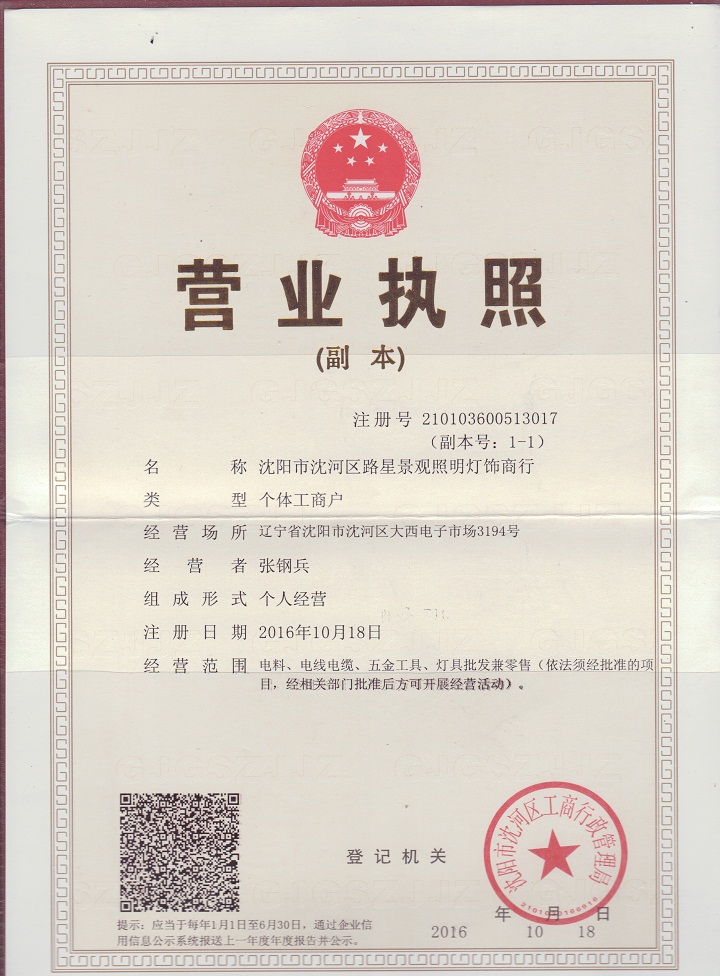 营业执照
(副 本)
注册号 210103600513017
（副本号：1-1）
名 称 沈阳市沈河区路星景观照明灯饰商行
类 型 个体工商户
经 营 场 所 辽宁省沈阳市沈河区大西电子市场3194号
经 营 者 张钢兵
组 成 形 式 个人经营
注 册 日 期 2016年10月18日
经 营 范 围 电料、电线电缆、五金工具、灯具批发兼零售（依法须经批准的项
目，经相关部门批准后方可开展经营活动）。
沈阳市沈河区工商行政管理局
登 记 机 关
年 月 日
2016 10 18
提示：应当于每年1月1日至6月30日，通过企业信
用信息公示系统报送上一年度年度报告并公示。